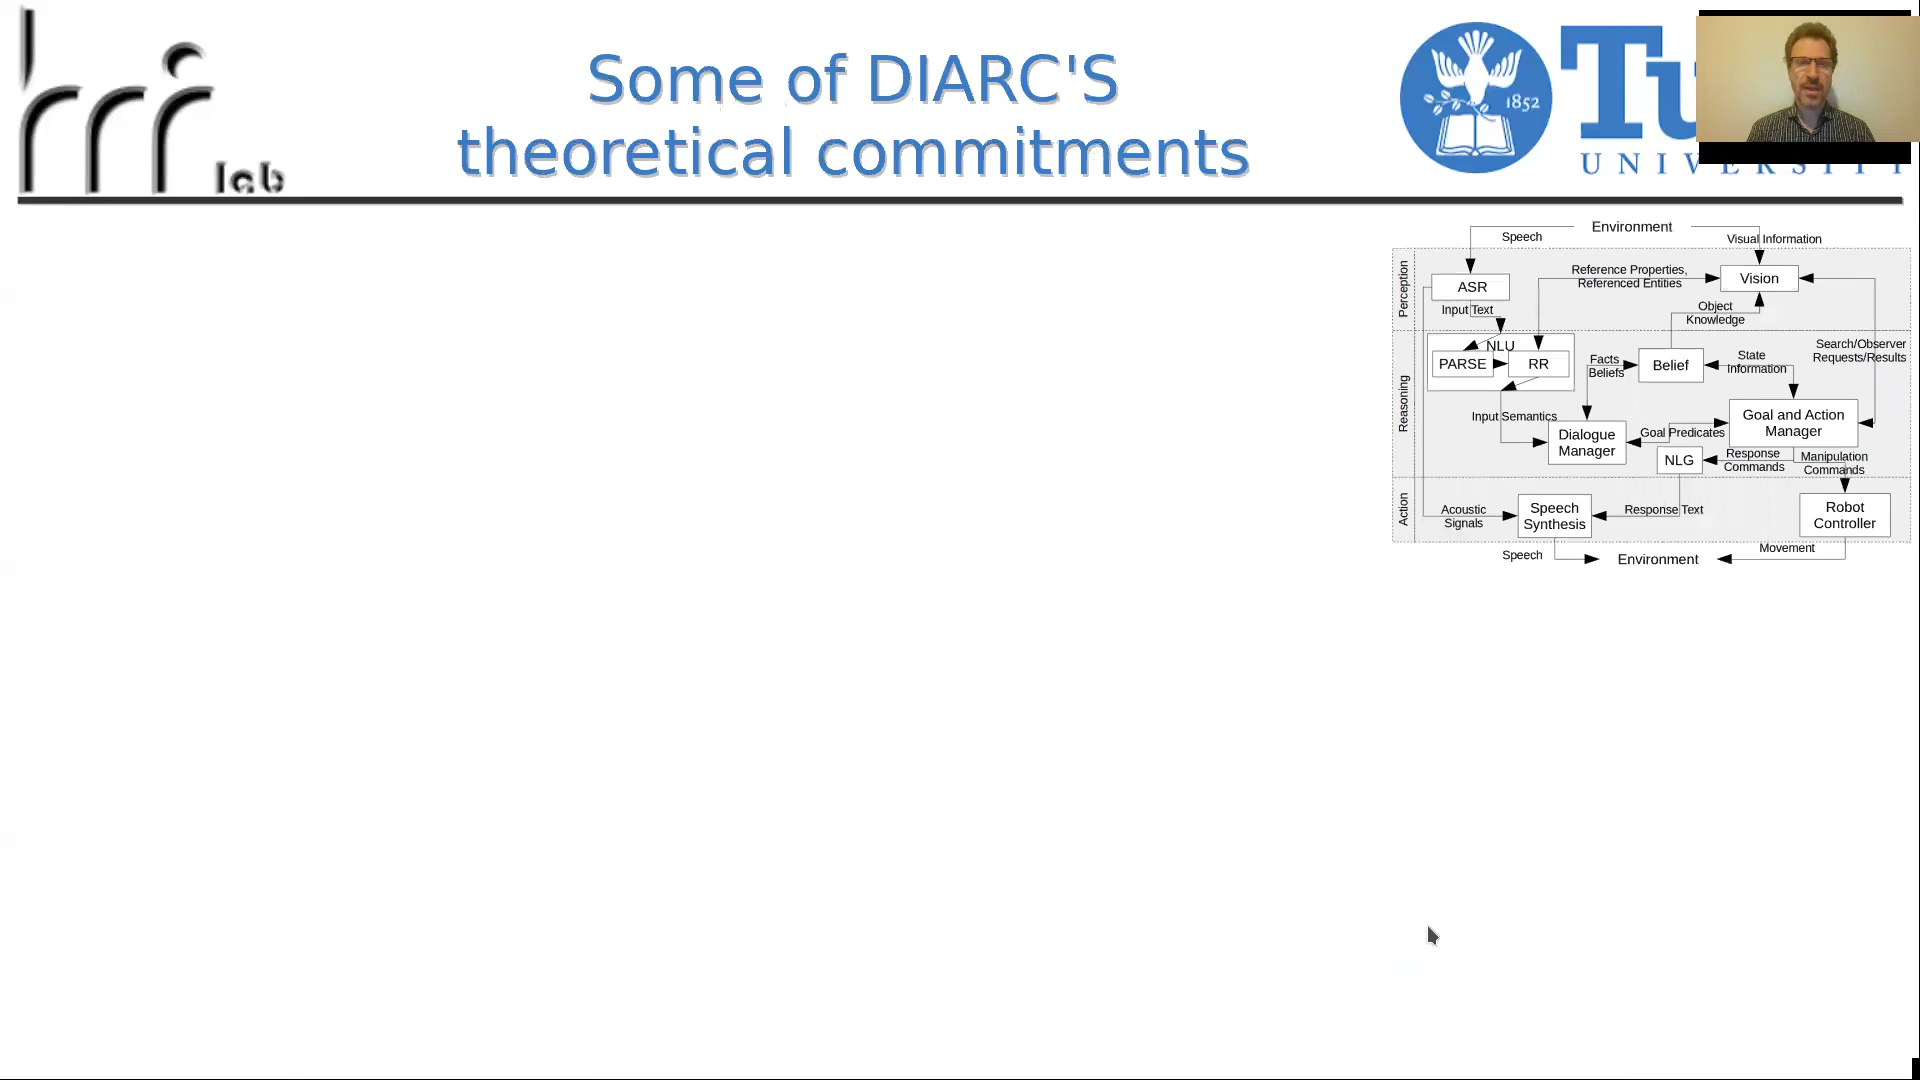 hri lab
Some of DIARC'S
theoretical commitments
1852
Tu
UNIVERSITY
Environment
Speech
Visual Information
Perception
ASR
Reference Properties,
Referenced Entities
Vision
Input Text
Object
Knowledge
Reasoning
NLU
PARSE
RR
Facts
Beliefs
Belief
State
Information
Search/Observer
Requests/Results
Input Semantics
Dialogue
Manager
Goal Predicates
Goal and Action
Manager
NLG
Response
Commands
Manipulation
Commands
Action
Acoustic
Signals
Speech
Synthesis
Response Text
Robot
Controller
Speech
Environment
Movement